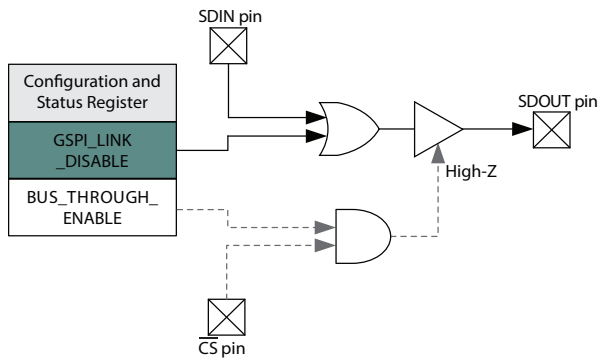 SDIN pin
Configuration and
Status Register
GSPI_LINK
_DISABLE
BUS_THROUGH_
ENABLE
SDOUT pin
High-Z
CS pin